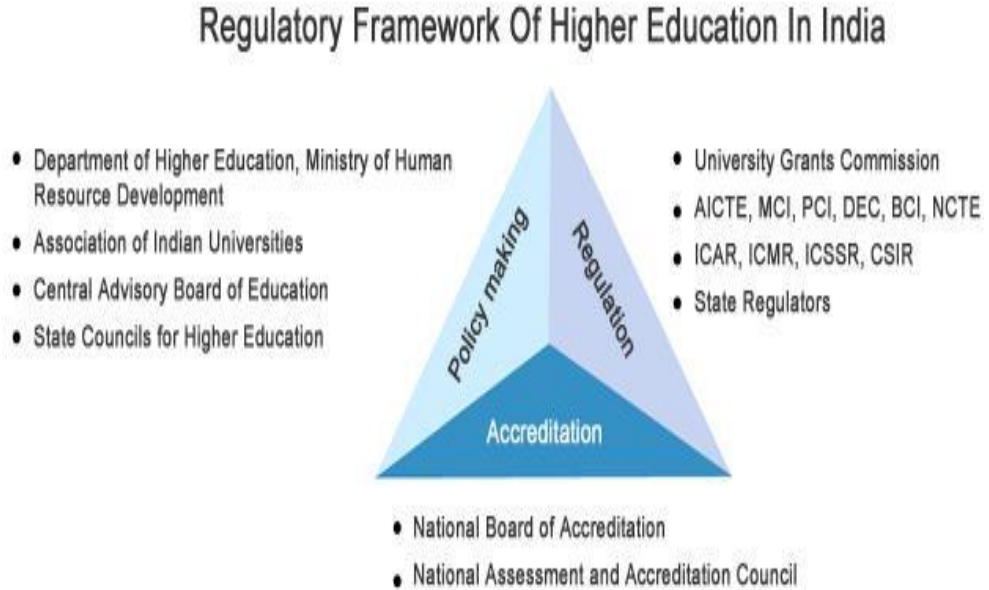 Regulatory Framework Of Higher Education In India
• Department of Higher Education, Ministry of Human
Resource Development
• Association of Indian Universities
• Central Advisory Board of Education
• State Councils for Higher Education
Policy making
Regulation
• University Grants Commission
• AICTE, MCI, PCI, DEC, BCI, NCTE
• ICAR, ICMR, ICSSR, CSIR
• State Regulators
Accreditation
• National Board of Accreditation
• National Assessment and Accreditation Council